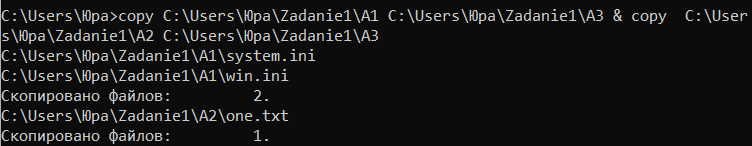 C:\Users\Юра>copy C:\Users\Юра\Zadanie1\A1 C:\Users\Юра\Zadanie1\A3 & copy  C:\User
s\Юра\Zadanie1\A2 C:\Users\Юра\Zadanie1\A3
C:\Users\Юра\Zadanie1\A1\system.ini
C:\Users\Юра\Zadanie1\A1\win.ini
Скопировано файлов:         2.
C:\Users\Юра\Zadanie1\A2\one.txt
Скопировано файлов:         1.